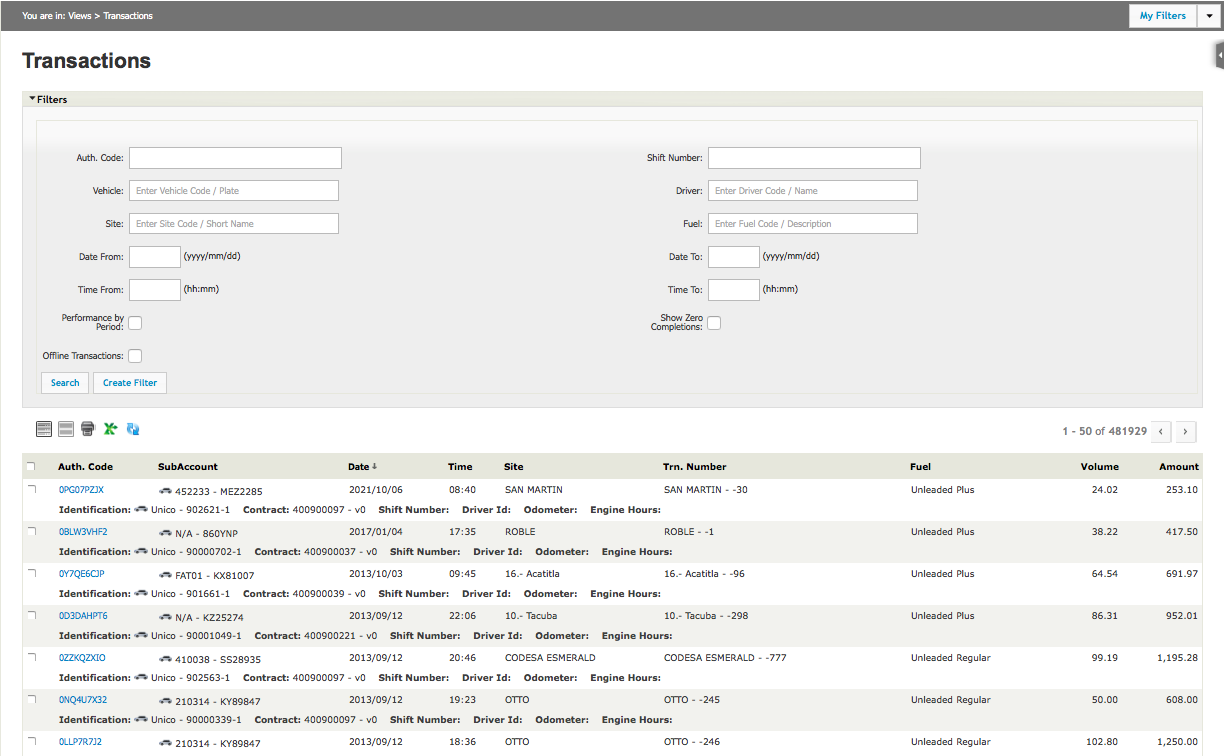 You are in: Views > Transactions My Filters
Transactions
Filters
Auth. Code: Shift Number:
Vehicle: Enter Vehicle Code / Plate Driver: Enter Driver Code / Name
Site: Enter Site Code / Short Name Fuel: Enter Fuel Code / Description
Date From: (yyyy/mm/dd) Date To: (yyyy/mm/dd)
Time From: (hh:mm) Time To: (hh:mm)
Performance by Period: Show Zero Completions:
Offline Transactions:
Search Create Filter
1 - 50 of 481929 ‹ ›
Auth. Code SubAccount Date Time Site Trn. Number Fuel Volume Amount
0PG07PZJX 452233 - MEZ2285 2021/10/06 08:40 SAN MARTIN SAN MARTIN - -30 Unleaded Plus 24.02 253.10
Identification: Unico - 902621-1 Contract: 400900097 - v0 Shift Number: Driver Id: Odometer: Engine Hours:
0BLW3VHF2 N/A - 860YNP 2017/01/04 17:35 ROBLE ROBLE - -1 Unleaded Plus 38.22 417.50
Identification: Unico - 90000702-1 Contract: 400900037 - v0 Shift Number: Driver Id: Odometer: Engine Hours:
0Y7QE6CJP FAT01 - KX81007 2013/10/03 09:45 16.- Acatitla 16.- Acatitla - -96 Unleaded Plus 64.54 691.97
Identification: Unico - 901661-1 Contract: 400900039 - v0 Shift Number: Driver Id: Odometer: Engine Hours:
0D3DAHPT6 N/A - KZ25274 2013/09/12 22:06 10.- Tacuba 10.- Tacuba - -298 Unleaded Plus 86.31 952.01
Identification: Unico - 90001049-1 Contract: 400900221 - v0 Shift Number: Driver Id: Odometer: Engine Hours:
0ZZKQZXIO 410038 - SS28935 2013/09/12 20:46 CODESA ESMERALD CODESA ESMERALD - -777 Unleaded Regular 99.19 1,195.28
Identification: Unico - 902563-1 Contract: 400900097 - v0 Shift Number: Driver Id: Odometer: Engine Hours:
0NQ4U7X32 210314 - KY89847 2013/09/12 19:23 OTTO OTTO - -245 Unleaded Regular 50.00 608.00
Identification: Unico - 90000339-1 Contract: 400900097 - v0 Shift Number: Driver Id: Odometer: Engine Hours:
0LLP7R7J2 210314 - KY89847 2013/09/12 18:36 OTTO OTTO - -246 Unleaded Regular 102.80 1,250.00